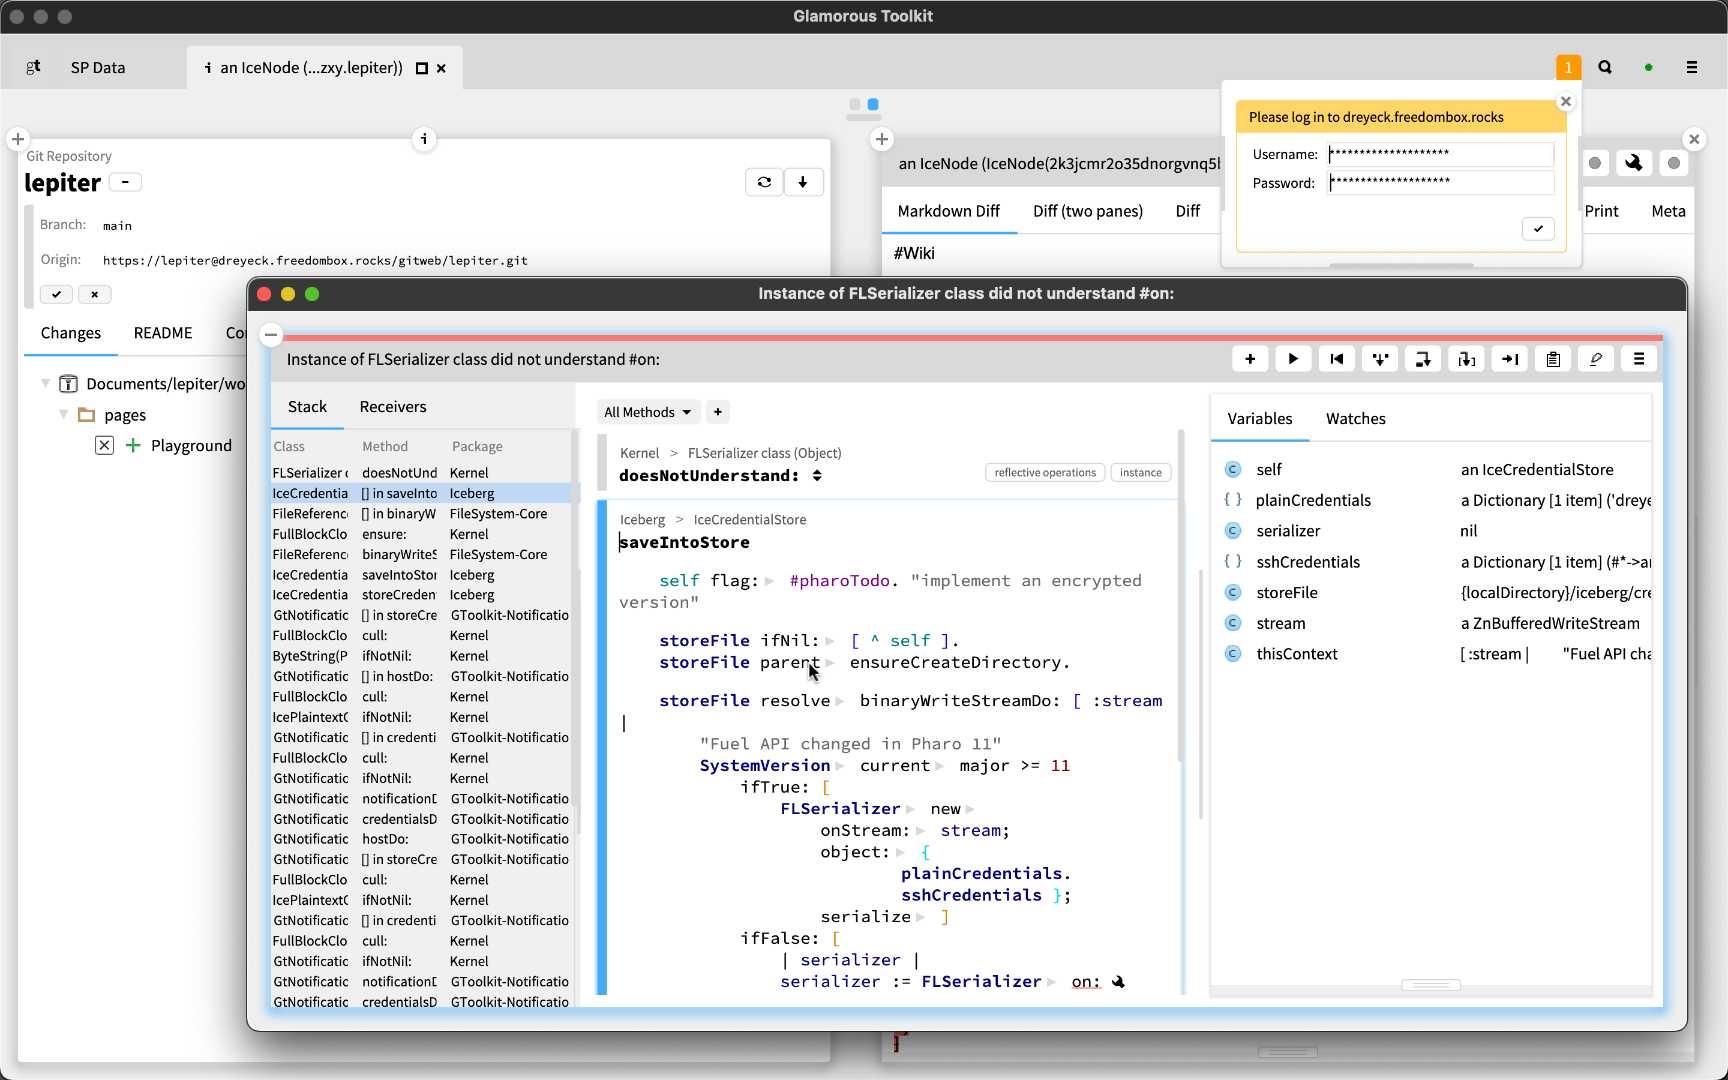 Glamorous Toolkit
gt
SP Data
i an IceNode (...zxy.lepiter))
1
Please log in to dreyeck.freedombox.rocks
Username: ********************
Password: ********************
Git Repository
lepiter
Branch: main
Origin: https://lepiter@dreyeck.freedombox.rocks/gitweb/lepiter.git
Changes
README
Co
Documents/lepiter/wo
pages
Playground
an IceNode (IceNode(2k3jcmr2o35dnorgvnq5l
Markdown Diff
Diff (two panes)
Diff
Print
Meta
#Wiki
Instance of FLSerializer class did not understand #on:
Instance of FLSerializer class did not understand #on:
Stack
Receivers
Class Method Package
FLSerializer c doesNotUnd Kernel
IceCredentia [] in saveInto Iceberg
FileReferenc [] in binaryW FileSystem-Core
FullBlockClo ensure: Kernel
FileReferenc binaryWriteS FileSystem-Core
IceCredentia saveIntoStor Iceberg
IceCredentia storeCreden Iceberg
GtNotificatic [] in storeCre GToolkit-Notificatio
FullBlockClo cull: Kernel
ByteString(P ifNotNil: Kernel
GtNotificatic [] in hostDo: GToolkit-Notificatio
FullBlockClo cull: Kernel
IcePlaintextC ifNotNil: Kernel
GtNotificatic [] in credenti GToolkit-Notificatio
FullBlockClo cull: Kernel
GtNotificatic ifNotNil: Kernel
GtNotificatic notificationD GToolkit-Notificatio
GtNotificatic credentialsD GToolkit-Notificatio
GtNotificatic hostDo: GToolkit-Notificatio
GtNotificatic [] in storeCre GToolkit-Notificatio
FullBlockClo cull: Kernel
IcePlaintextC ifNotNil: Kernel
GtNotificatic [] in credenti GToolkit-Notificatio
FullBlockClo cull: Kernel
GtNotificatic ifNotNil: Kernel
GtNotificatic notificationD GToolkit-Notificatio
GtNotificatic credentialsD GToolkit-Notificatio
All Methods
Kernel > FLSerializer class (Object)
doesNotUnderstand:
reflective operations
instance
Iceberg > IceCredentialStore
saveIntoStore
self flag: #pharoTodo. "implement an encrypted
version"
storeFile ifNil: [ ^ self ].
storeFile parent ensureCreateDirectory.
storeFile resolve binaryWriteStreamDo: [ :stream
|
"Fuel API changed in Pharo 11"
SystemVersion current major >= 11
ifTrue: [
FLSerializer new
onStream: stream;
object: {
plainCredentials.
sshCredentials };
serialize ]
ifFalse: [
| serializer |
serializer := FLSerializer on:
Variables
Watches
self an IceCredentialStore
plainCredentials a Dictionary [1 item] ('dreye
serializer nil
sshCredentials a Dictionary [1 item] (#*->ar
storeFile {localDirectory}/iceberg/cre
stream a ZnBufferedWriteStream
thisContext [ :stream | "Fuel API cha